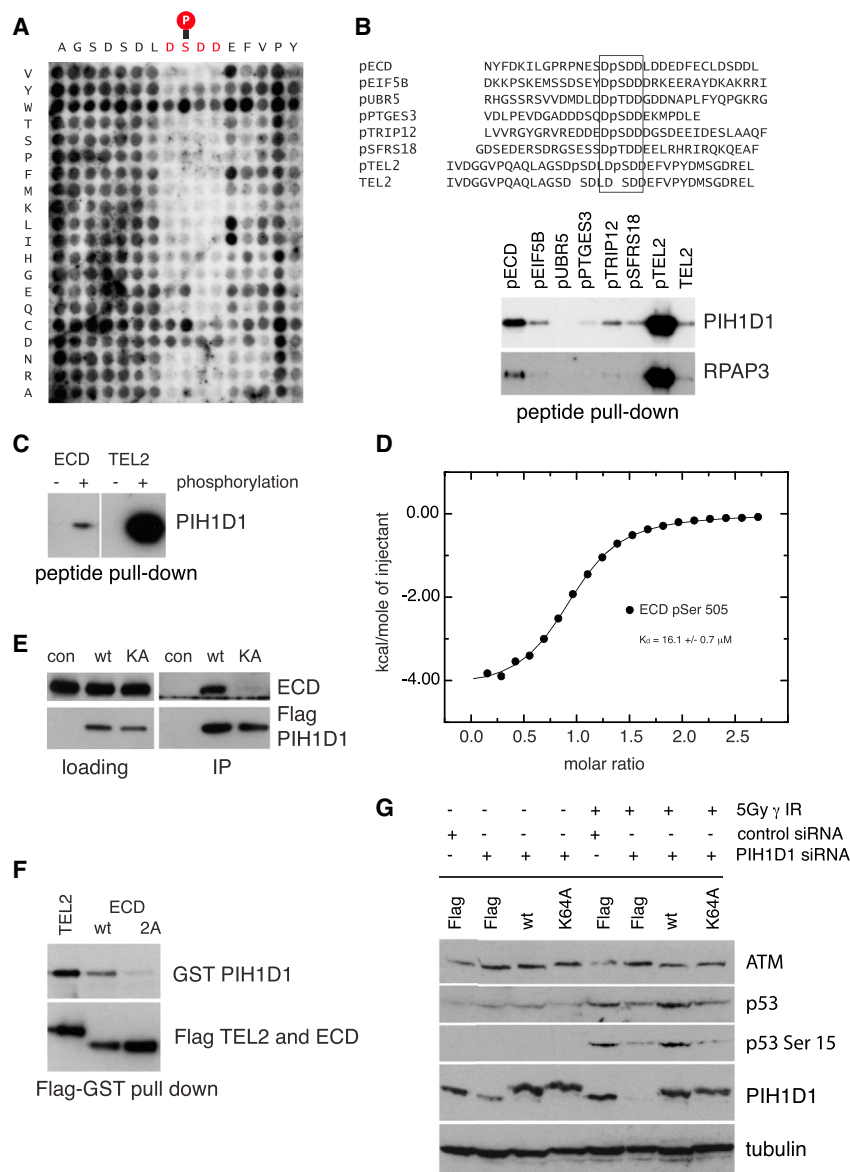 A
P
A G S D S D L D S D D E F V P Y
V
Y
W
T
S
P
F
M
K
L
I
H
G
E
Q
C
D
N
R
A
B
pECD NYFDKILGPRPNESDpSDDLDDEDFECLDSDDL
pEIF5B DKKPSKEMSSDSEYDpSDDDRKEERAYDKAKRRI
pUBR5 RHGSSRSVVDMDLDDpTDDGDDNAPLFYQPGKRG
pPTGES3 VDLPEVDGADDDSQDpSDDEKMPDLE
pTRIP12 LVVRGYGRVREDDEDpSDDDGSDEEIDESLAAQF
pSFRS18 GDSEDERSDRGSESSDpTDDEELRHRIRQKQEAF
pTEL2 IVDGGVPQAQLAGSDpSDLDpSDDEFVPYDMSGDREL
TEL2 IVDGGVPQAQLAGSD SDLD SDDEFVPYDMSGDREL
pECD pEIF5B pUBR5 pPTGES3 pTRIP12 pSFRS18 pTEL2 TEL2
PIH1D1
RPAP3
peptide pull-down
C
ECD TEL2
- + - + phosphorylation
PIH1D1
peptide pull-down
D
0.00
-2.00
-4.00
kcal/mole of injectant
ECD pSer 505
Kd = 16.1 +/- 0.7 µM
0.0 0.5 1.0 1.5 2.0 2.5
molar ratio
E
con wt KA con wt KA
ECD
Flag
PIH1D1
loading IP
F
TEL2 ECD
wt 2A
GST PIH1D1
Flag TEL2 and ECD
Flag-GST pull down
G
- - - - + + + + 5Gy γ IR
+ - - - + - - - control siRNA
- + + + - + + + PIH1D1 siRNA
Flag Flag wt K64A Flag Flag wt K64A
ATM
p53
p53 Ser 15
PIH1D1
tubulin